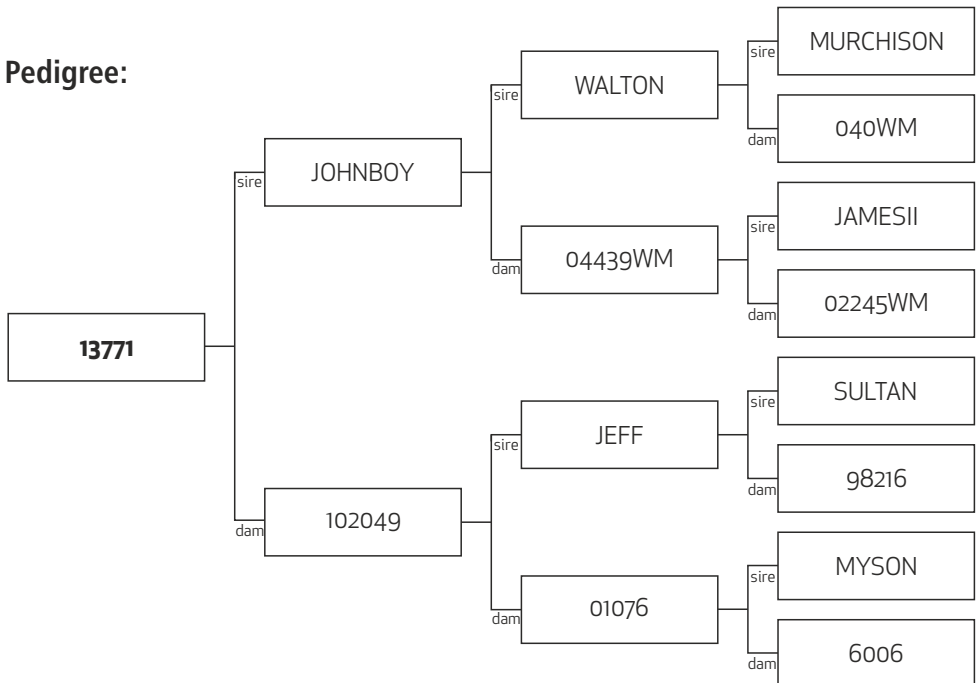 Pedigree:
13771
sire
JOHNBOY
dam
102049
sire
WALTON
dam
04439WM
sire
JEFF
dam
01076
sire
MURCHISON
dam
040WM
sire
JAMESII
dam
02245WM
sire
SULTAN
dam
98216
sire
MYSON
dam
6006